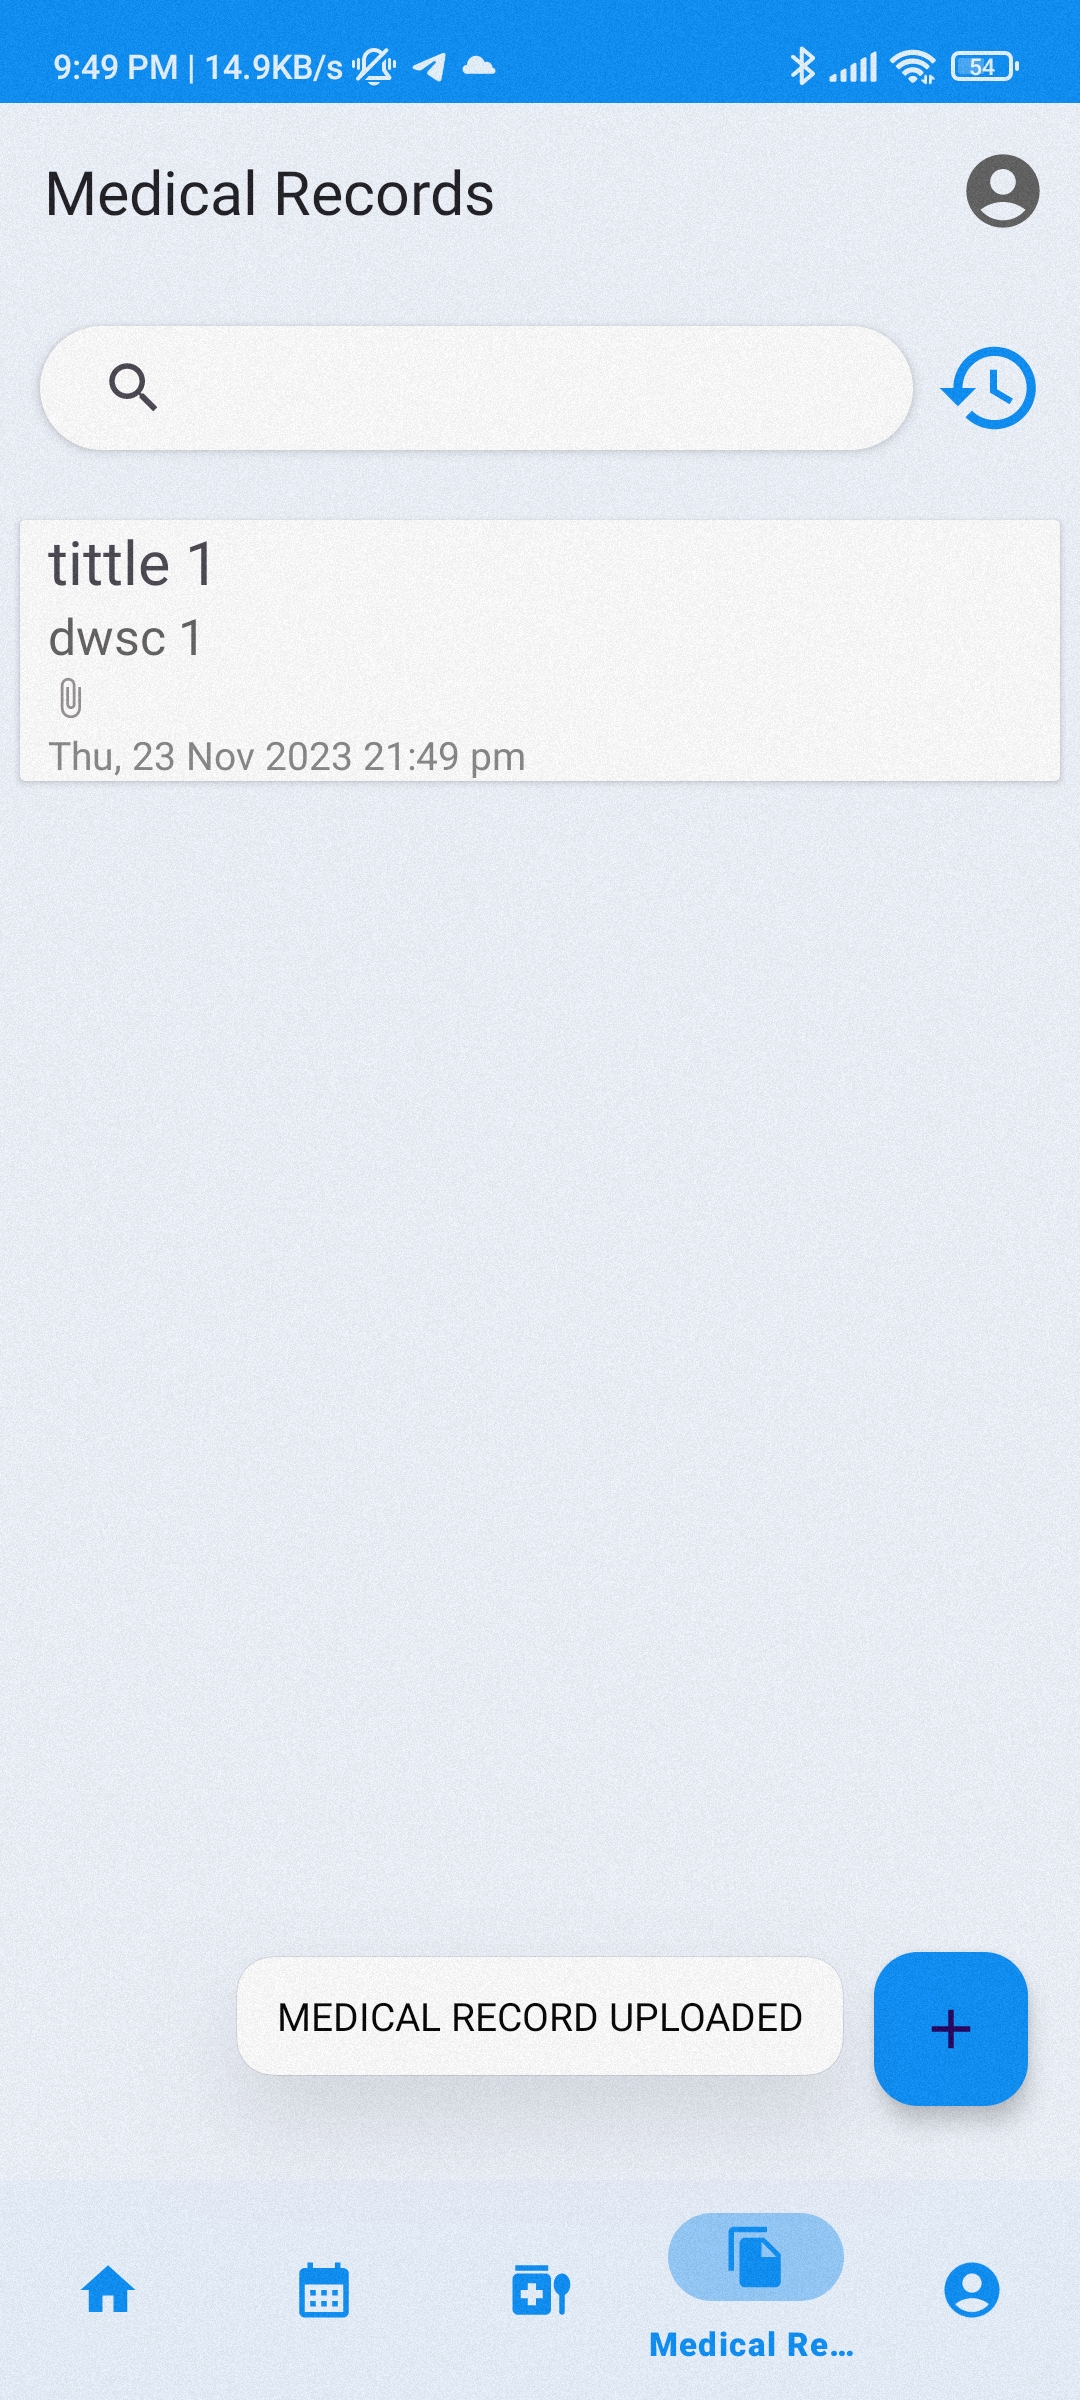 9:49 PM | 14.9KB/s
54
Medical Records
tittle 1
dwsc 1
Thu, 23 Nov 2023 21:49 pm
MEDICAL RECORD UPLOADED
Medical Re...